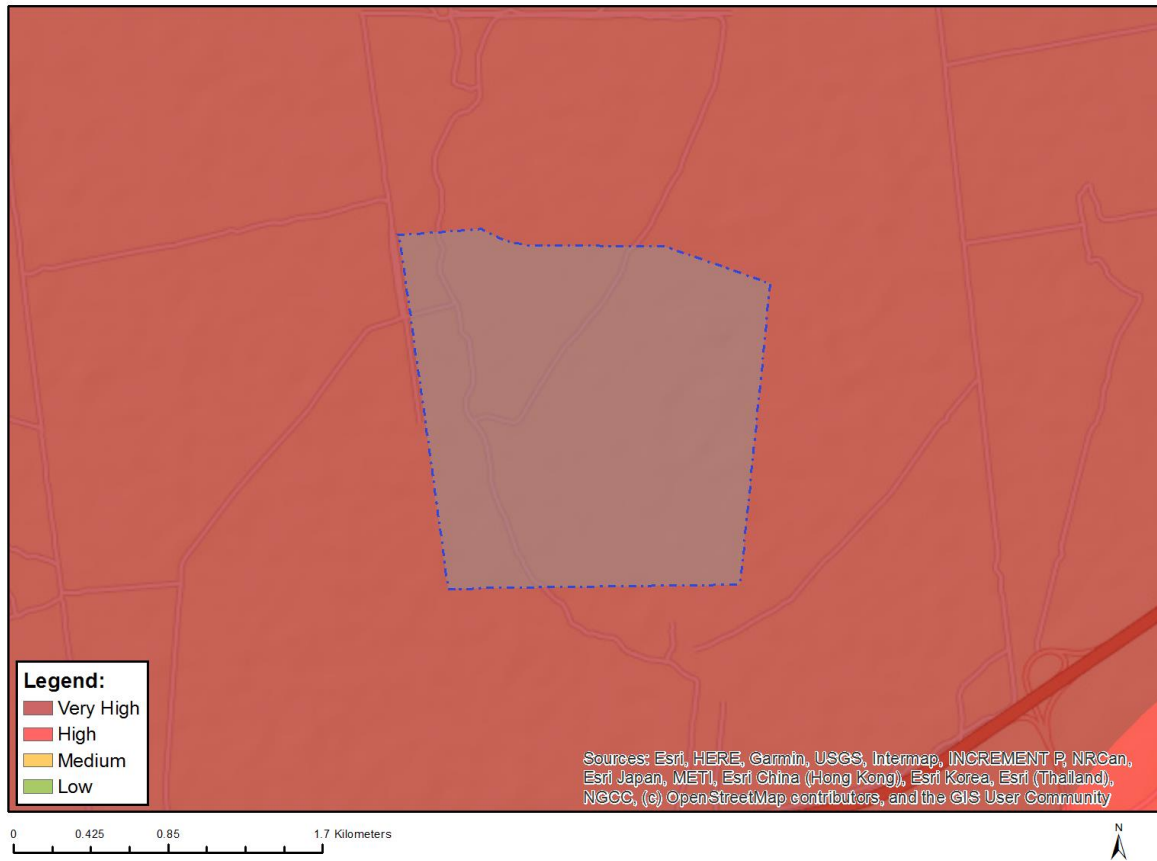 Legend:
Very High
High
Medium
Low
Sources: Esri, HERE, Garmin, USGS, Intermap, INCREMENT P, NRCan,
Esri Japan, METI, Esri China (Hong Kong), Esri Korea, Esri (Thailand),
NGCC, (c) OpenStreetMap contributors, and the GIS User Community
0 0.425 0.85 1.7 Kilometers
N